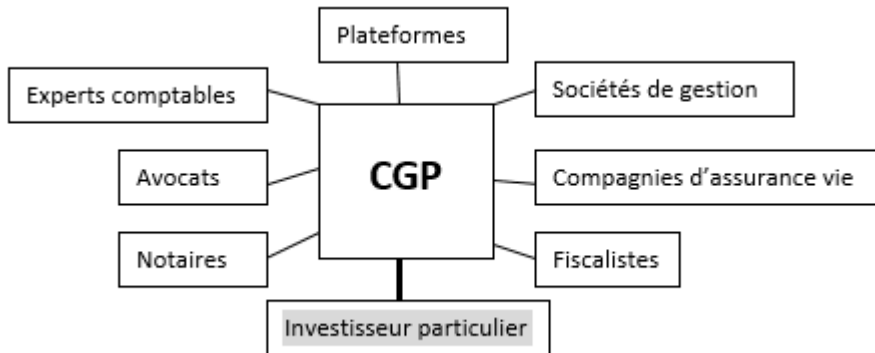 Plateformes
Experts comptables
Sociétés de gestion
Avocats
CGP
Compagnies d'assurance vie
Notaires
Fiscalistes
Investisseur particulier